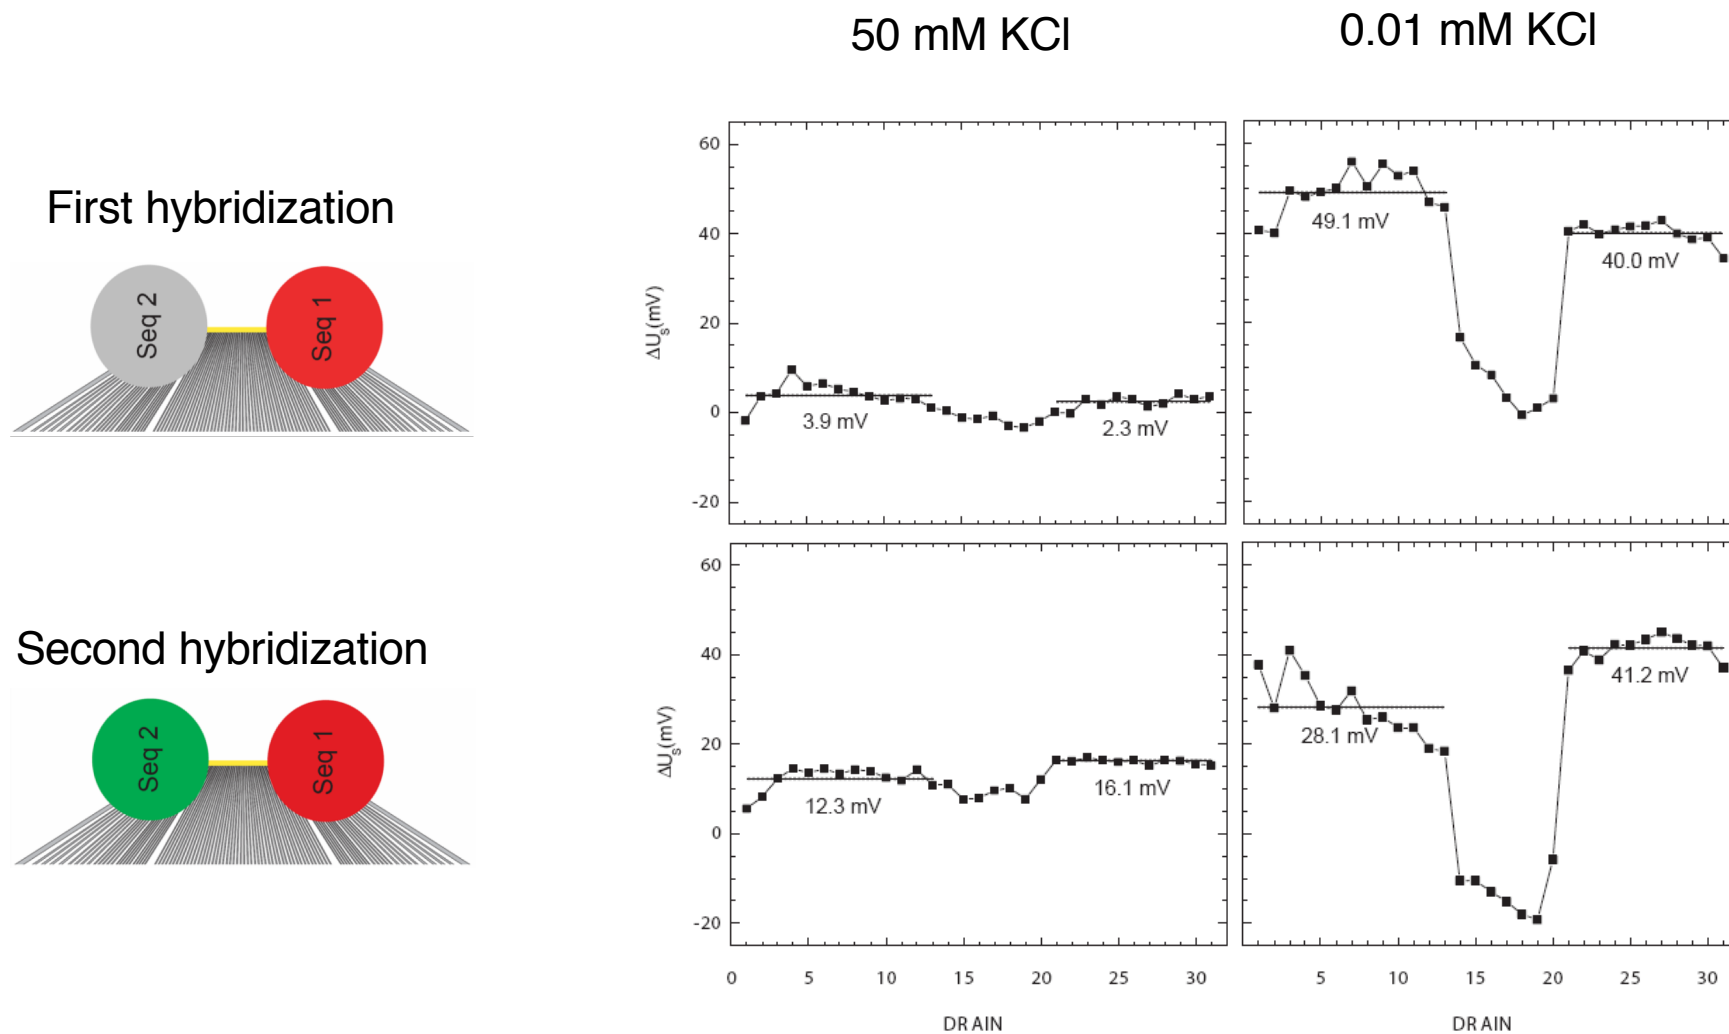 50 mM KCl
0.01 mM KCl
First hybridization
Seq 2
Seq 1
60
40
20
0
-20
ΔUs(mV)
3.9 mV
2.3 mV
49.1 mV
40.0 mV
Second hybridization
Seq 2
Seq 1
60
40
20
0
-20
ΔUs(mV)
12.3 mV
16.1 mV
28.1 mV
41.2 mV
0 5 10 15 20 25 30
5 10 15 20 25 30
DRAIN
DRAIN